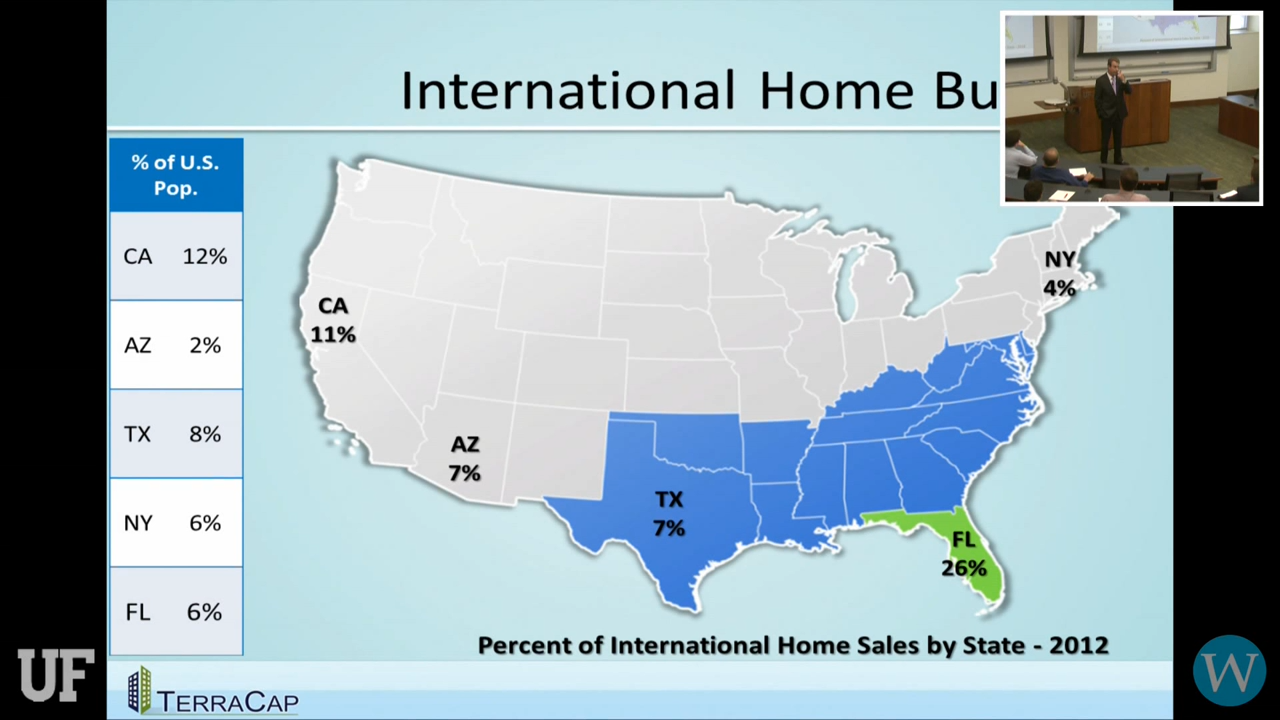 International Home Bu
% of U.S.
Pop.
CA 12%
AZ 2%
TX 8%
NY 6%
FL 6%
NY
4%
CA
11%
AZ
7%
TX
7%
FL
26%
Percent of International Home Sales by State - 2012
UF
TERRACAP
W